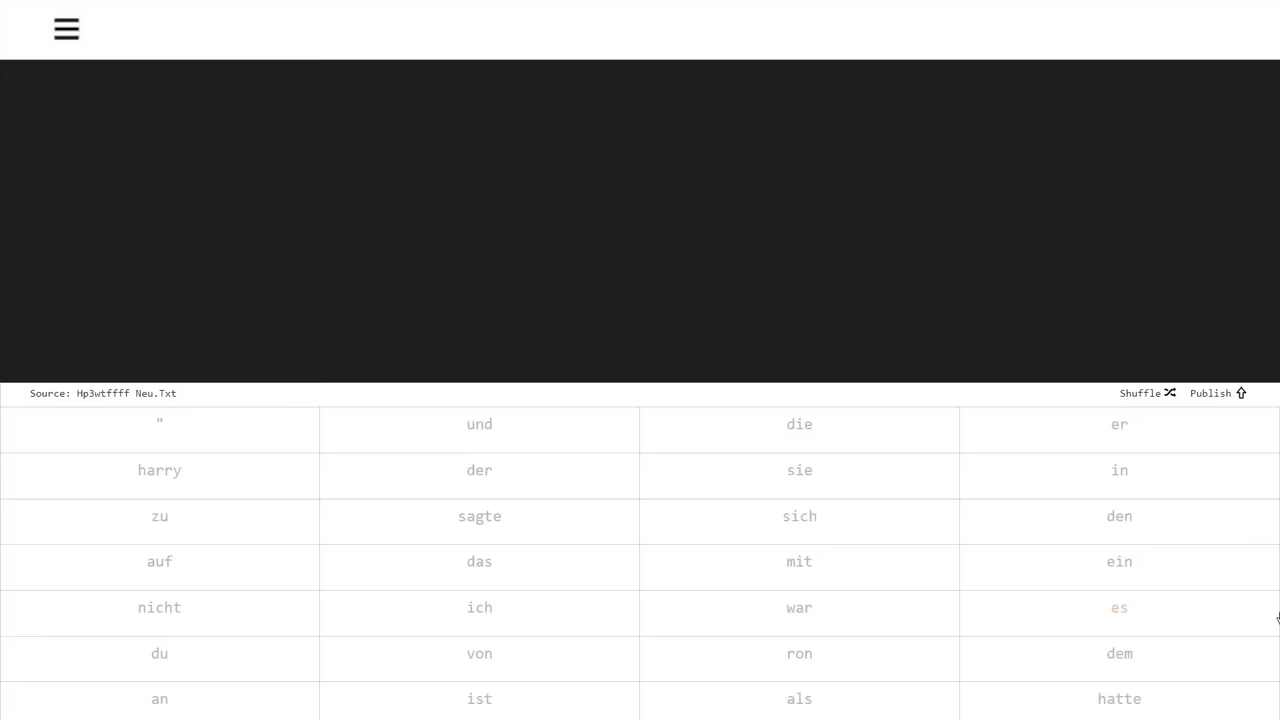 Source: Hp3wtffff Neu.Txt Shuffle Publish
" und die er
harry der sie in
zu sagte sich den
auf das mit ein
nicht ich war es
du von ron dem
an ist als hatte